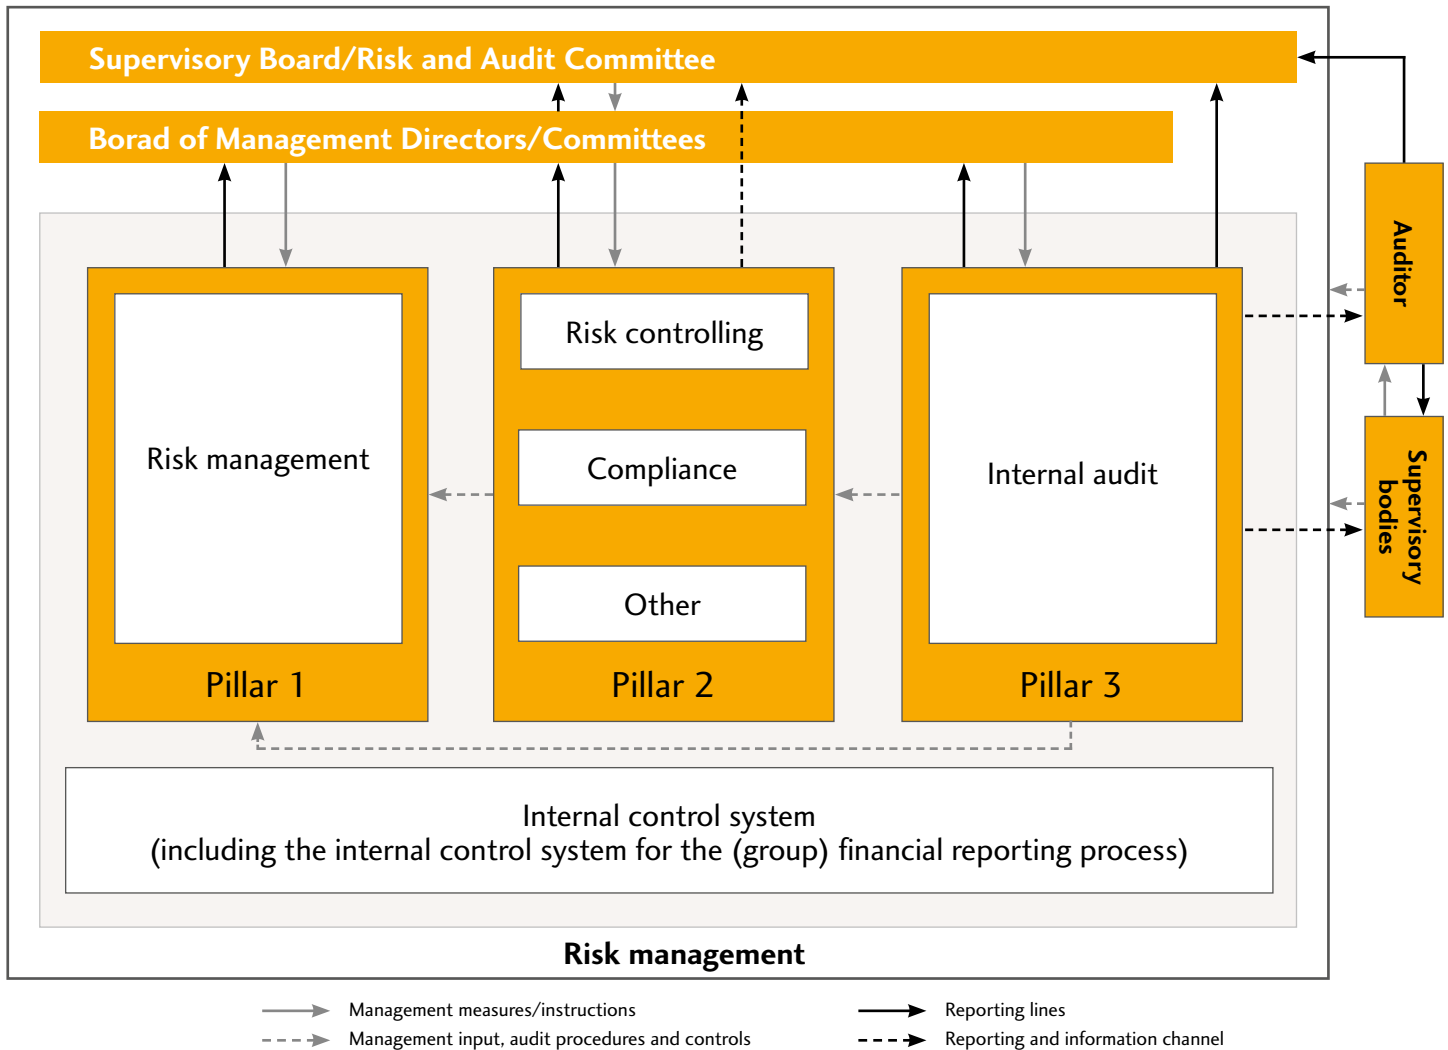 Supervisory Board/Risk and Audit Committee
Borad of Management Directors/Committees
Risk management
Pillar 1
Risk controlling
Compliance
Other
Pillar 2
Internal audit
Pillar 3
Auditor
Supervisory
bodies
Internal control system
(including the internal control system for the (group) financial reporting process)
Risk management
Management measures/instructions
Management input, audit procedures and controls
Reporting lines
Reporting and information channel